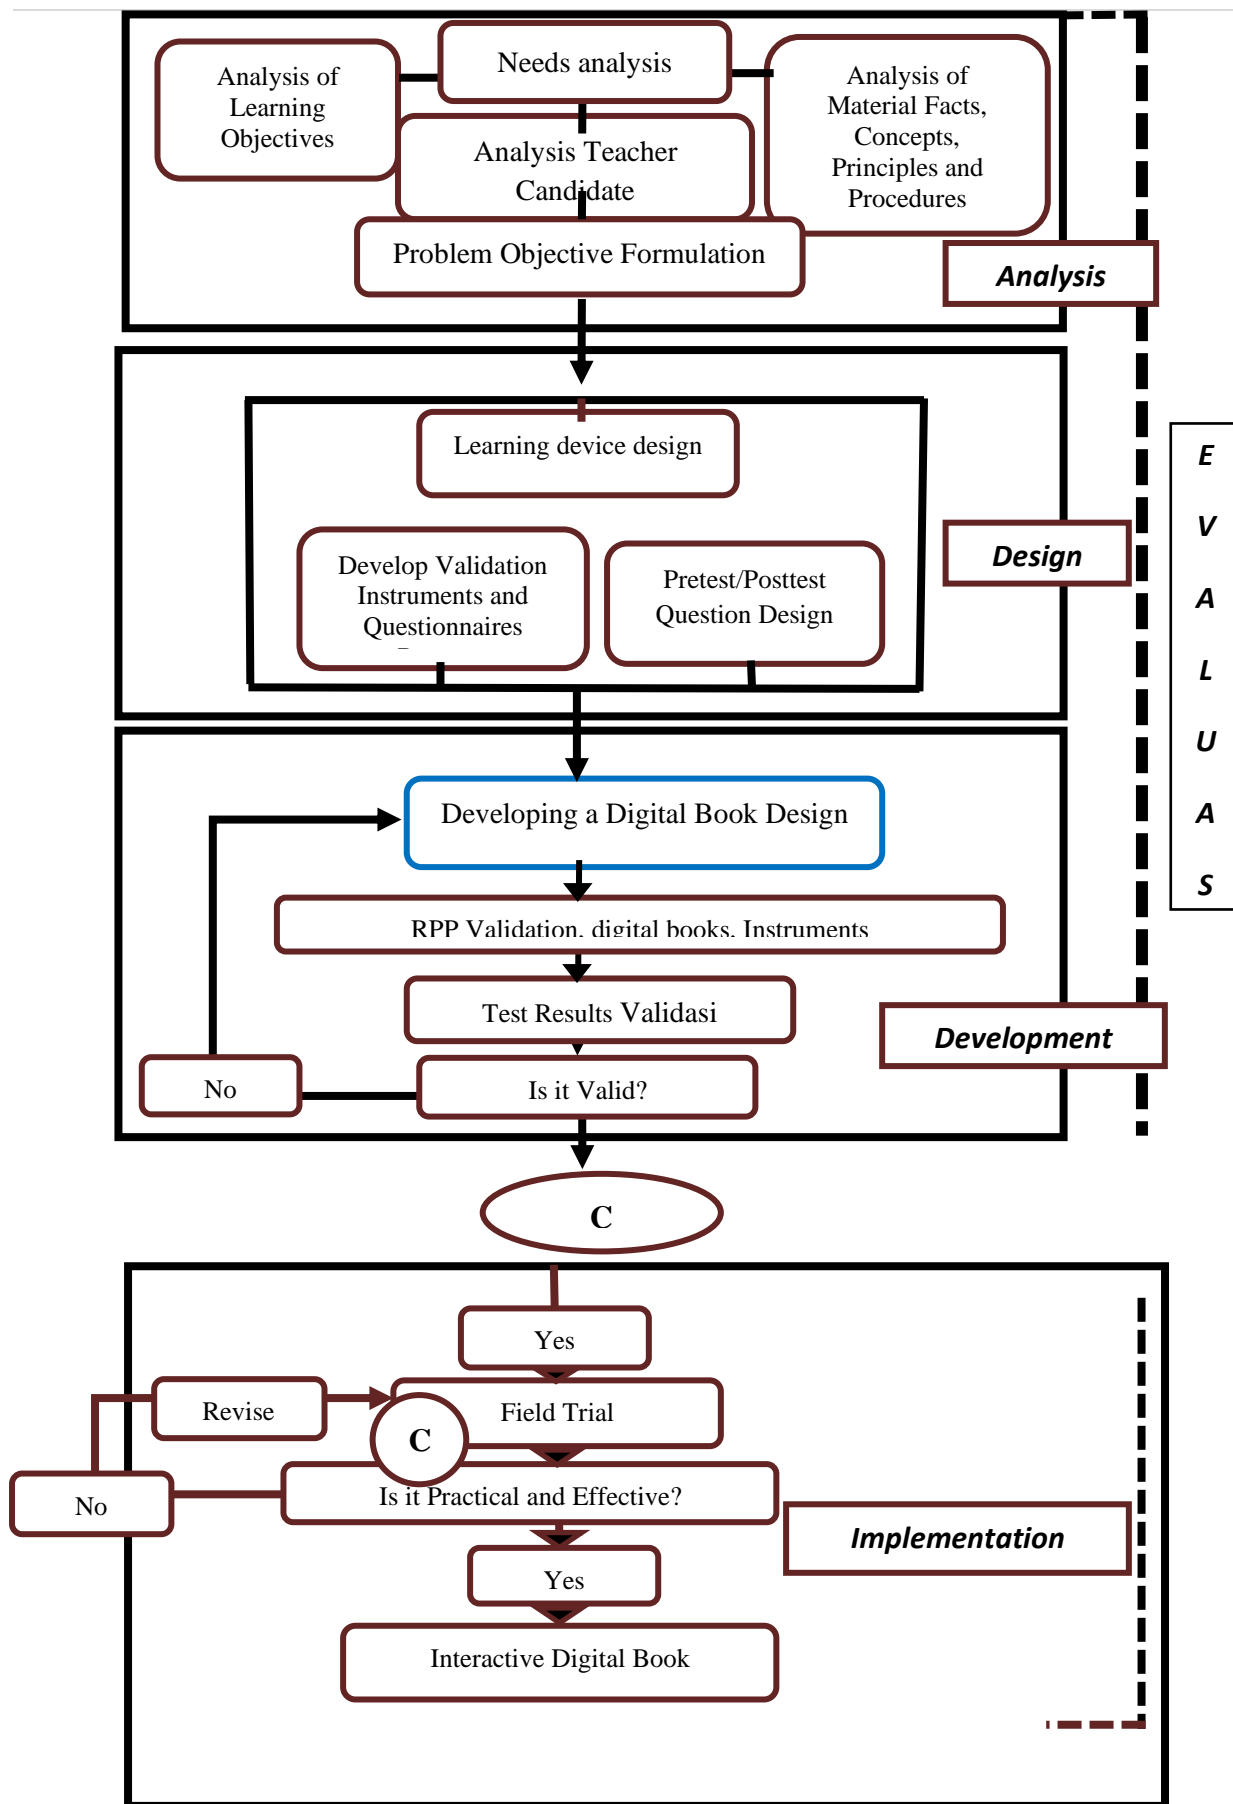 Needs analysis
Analysis of
Learning
Objectives
Analysis Teacher
Candidate
Analysis of
Material Facts,
Concepts,
Principles and
Procedures
Problem Objective Formulation
Analysis
Learning device design
Develop Validation
Instruments and
Questionnaires
Pretest/Posttest
Question Design
Design
E
V
A
L
U
A
S
Developing a Digital Book Design
RPP Validation, digital books, Instruments
Test Results Validasi
Development
No
Is it Valid?
C
Yes
Revise
Field Trial
C
No
Is it Practical and Effective?
Implementation
Yes
Interactive Digital Book